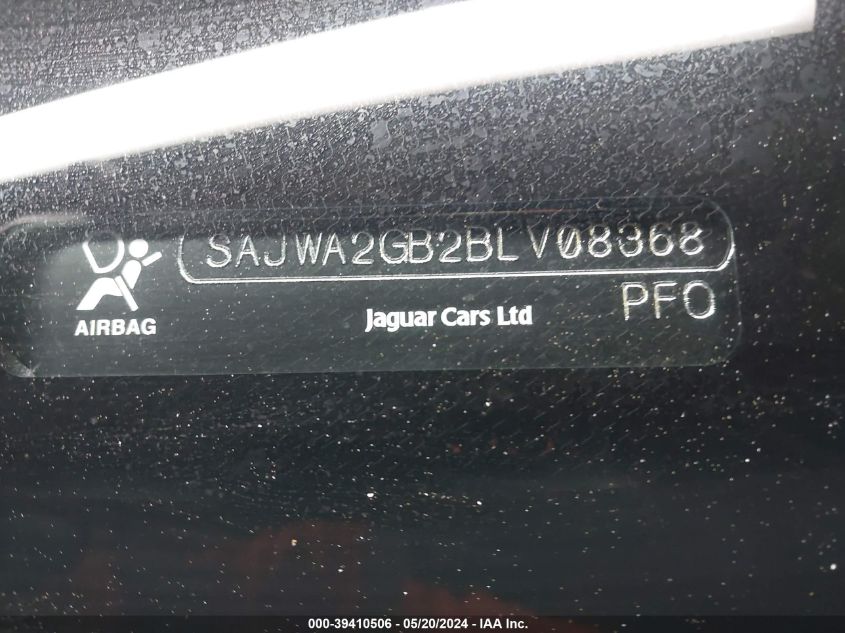 SAJWA2GB2BLV08368
AIRBAG
Jaguar Cars Ltd
PFO
000-39410506 - 05/20/2024 - IAA Inc.